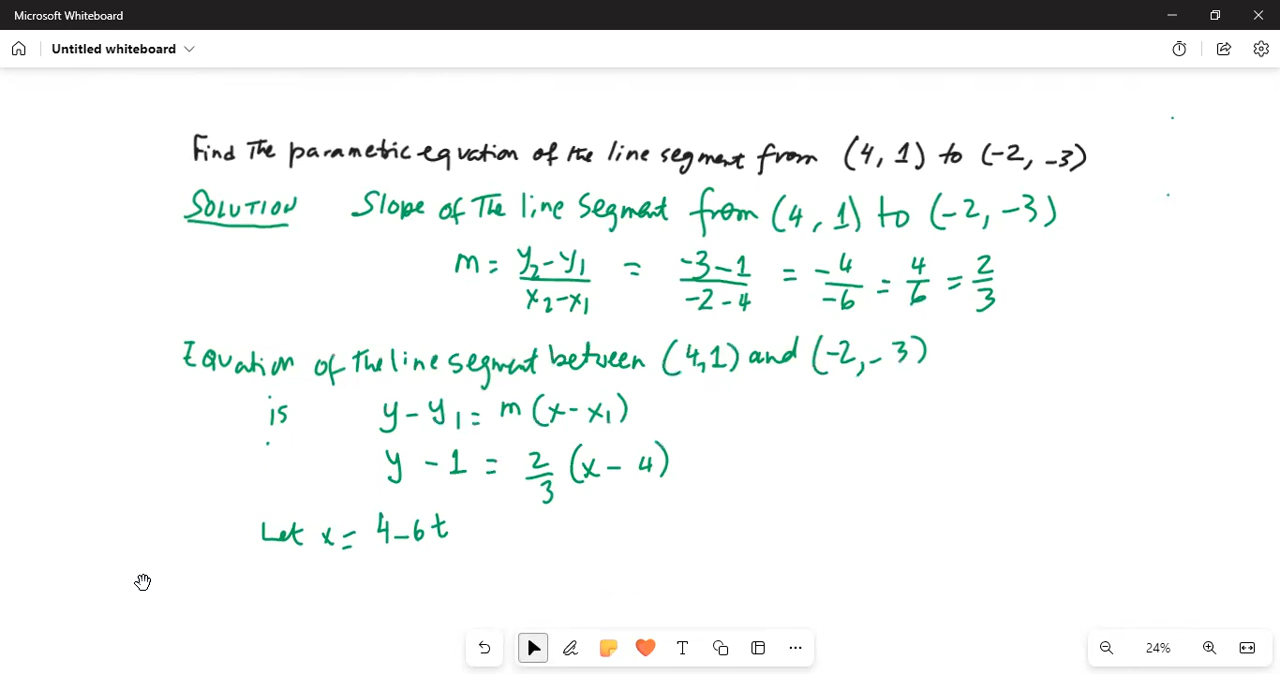 Microsoft Whiteboard
Untitled whiteboard
Find The parametric equation of the line segment from (4, 1) to (-2, -3)
SOLUTION Slope of The line Segment from (4, 1) to (-2, -3)
m = y₂-y₁/x₂-x₁ = -3-1/-2-4 = -4/-6 = 4/6 = 2/3
Equation of The line segment between (4,1) and (-2,-3)
is y-y₁ = m(x-x₁)
y - 1 = 2/3 (x - 4)
Let x = 4-6t
T
24%